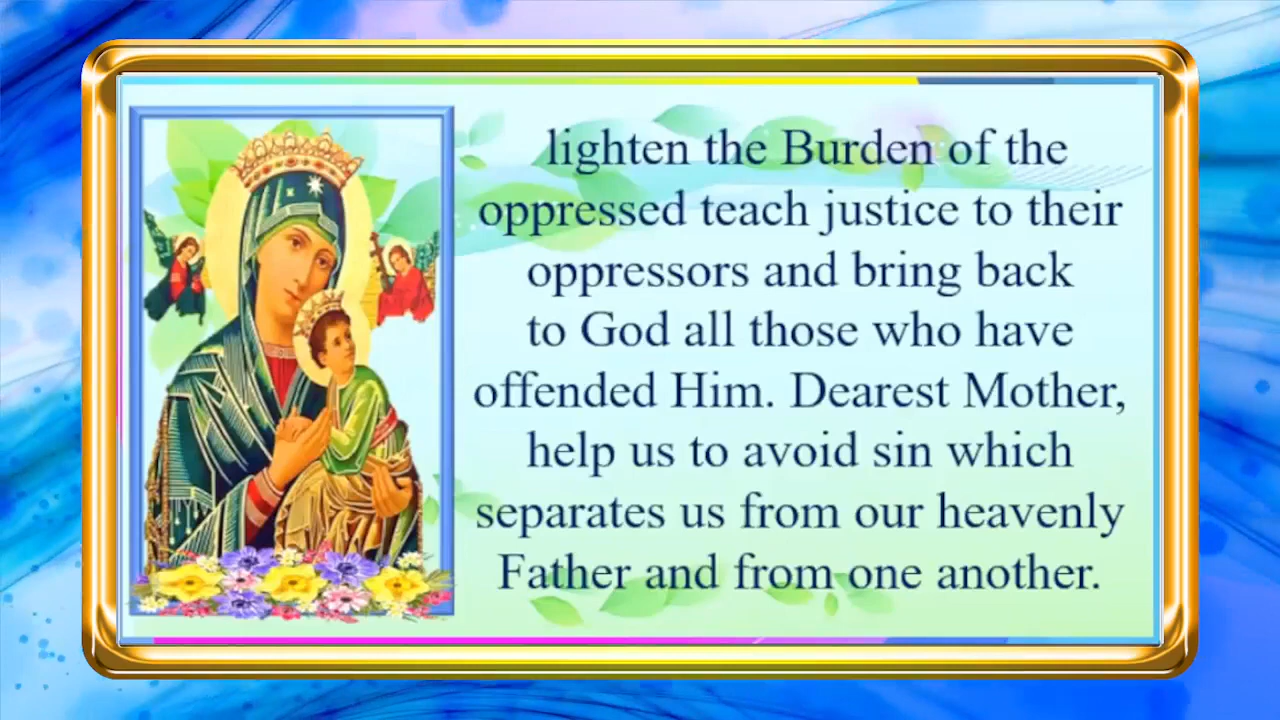 lighten the Burden of the
oppressed teach justice to their
oppressors and bring back
to God all those who have
offended Him. Dearest Mother,
help us to avoid sin which
separates us from our heavenly
Father and from one another.